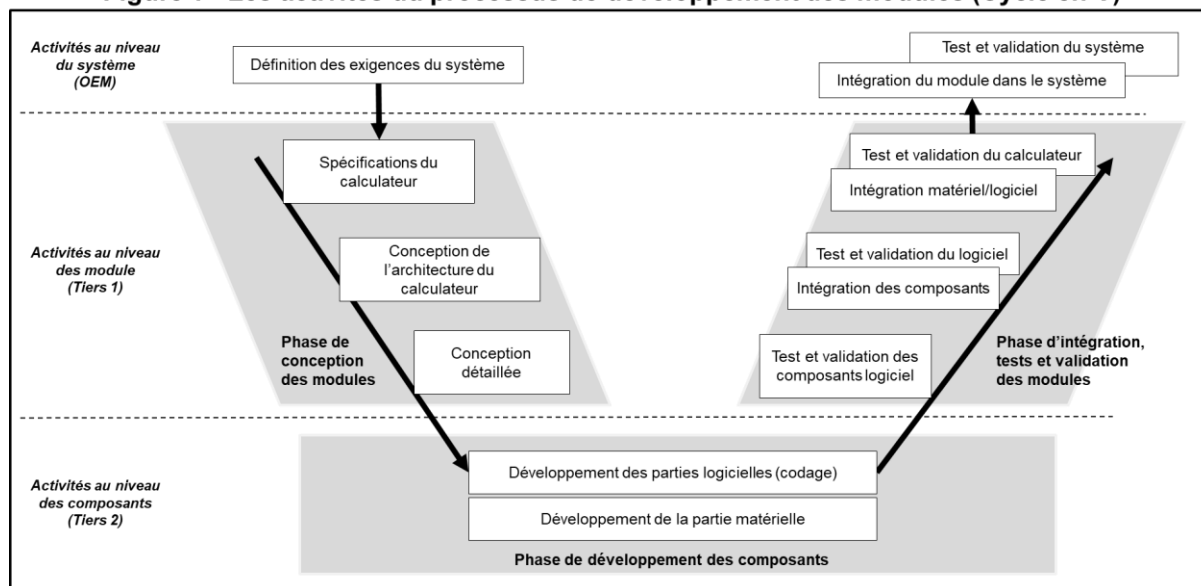 Activités au niveau
du système
(OEM)
Définition des exigences du système
Test et validation du système
Intégration du module dans le système
Activités au niveau
des module
(Tiers 1)
Spécifications du
calculateur
Conception de
l'architecture du
calculateur
Conception
détaillée
Phase de
conception
des modules
Test et validation du calculateur
Intégration matériel/logiciel
Test et validation du logiciel
Intégration des composants
Test et validation des
composants logiciel
Phase d'intégration,
tests et validation
des modules
Activités au niveau
des composants
(Tiers 2)
Développement des parties logicielles (codage)
Développement de la partie matérielle
Phase de développement des composants